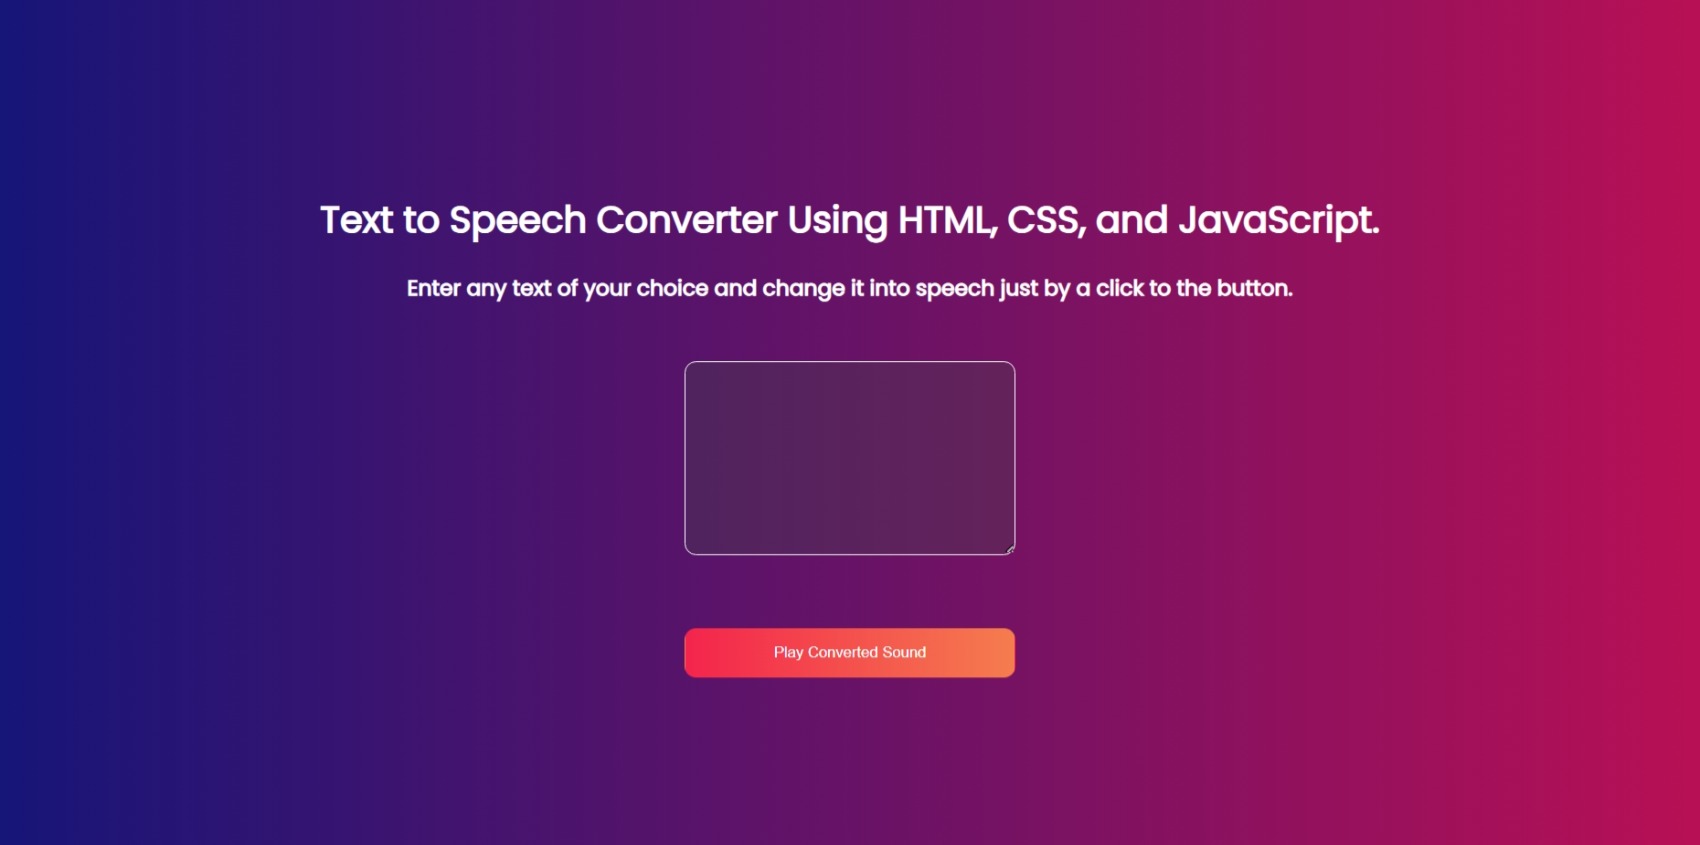 Text to Speech Converter Using HTML, CSS, and JavaScript.
Enter any text of your choice and change it into speech just by a click to the button.
Play Converted Sound